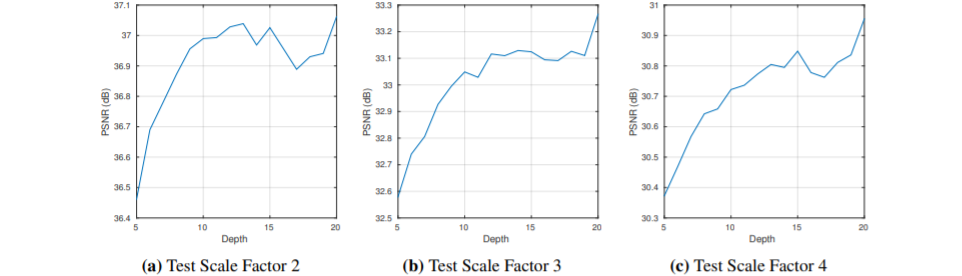 37.1
37
36.9
36.8
36.7
36.6
36.5
36.4
PSNR (dB)
5 10 15 20
Depth
(a) Test Scale Factor 2
33.3
33.2
33.1
33
32.9
32.8
32.7
32.6
32.5
PSNR (dB)
5 10 15 20
Depth
(b) Test Scale Factor 3
31
30.9
30.8
30.7
30.6
30.5
30.4
30.3
PSNR (dB)
5 10 15 20
Depth
(c) Test Scale Factor 4